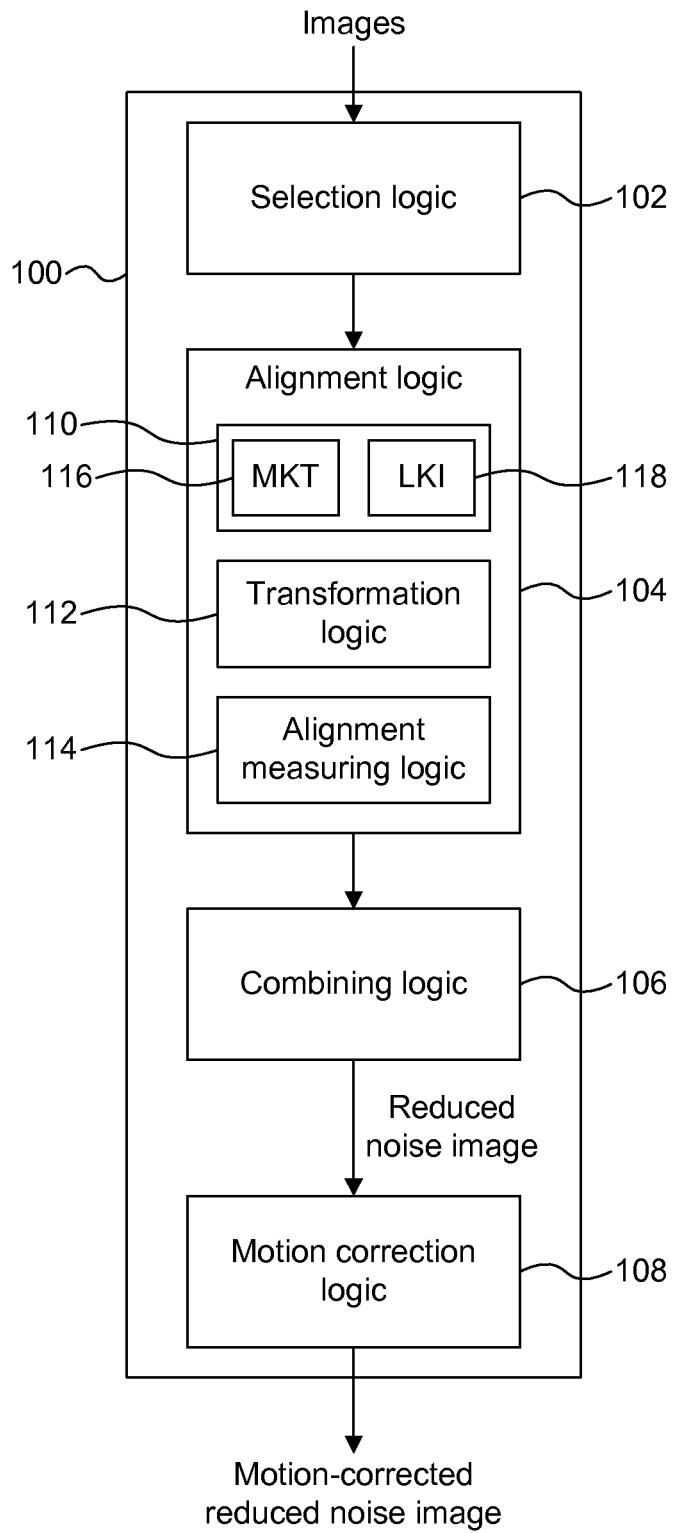 Images
Selection logic
102
100
Alignment logic
110
116
MKT
LKI
118
Transformation
logic
112
104
Alignment
measuring logic
114
Combining logic
106
Reduced
noise image
Motion correction
logic
108
Motion-corrected
reduced noise image